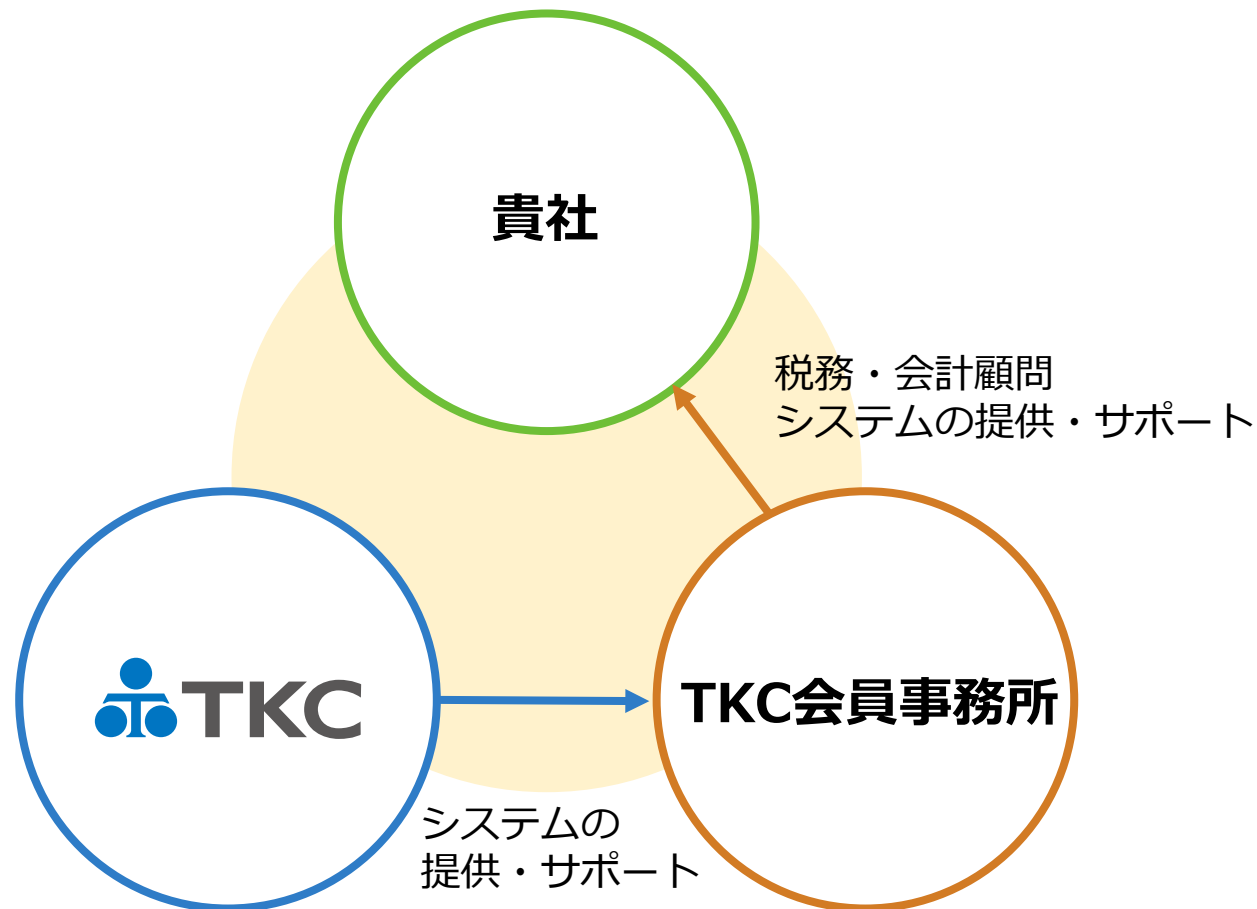 貴社
税務・会計顧問
システムの提供・サポート
TKC
TKC会員事務所
システムの
提供・サポート